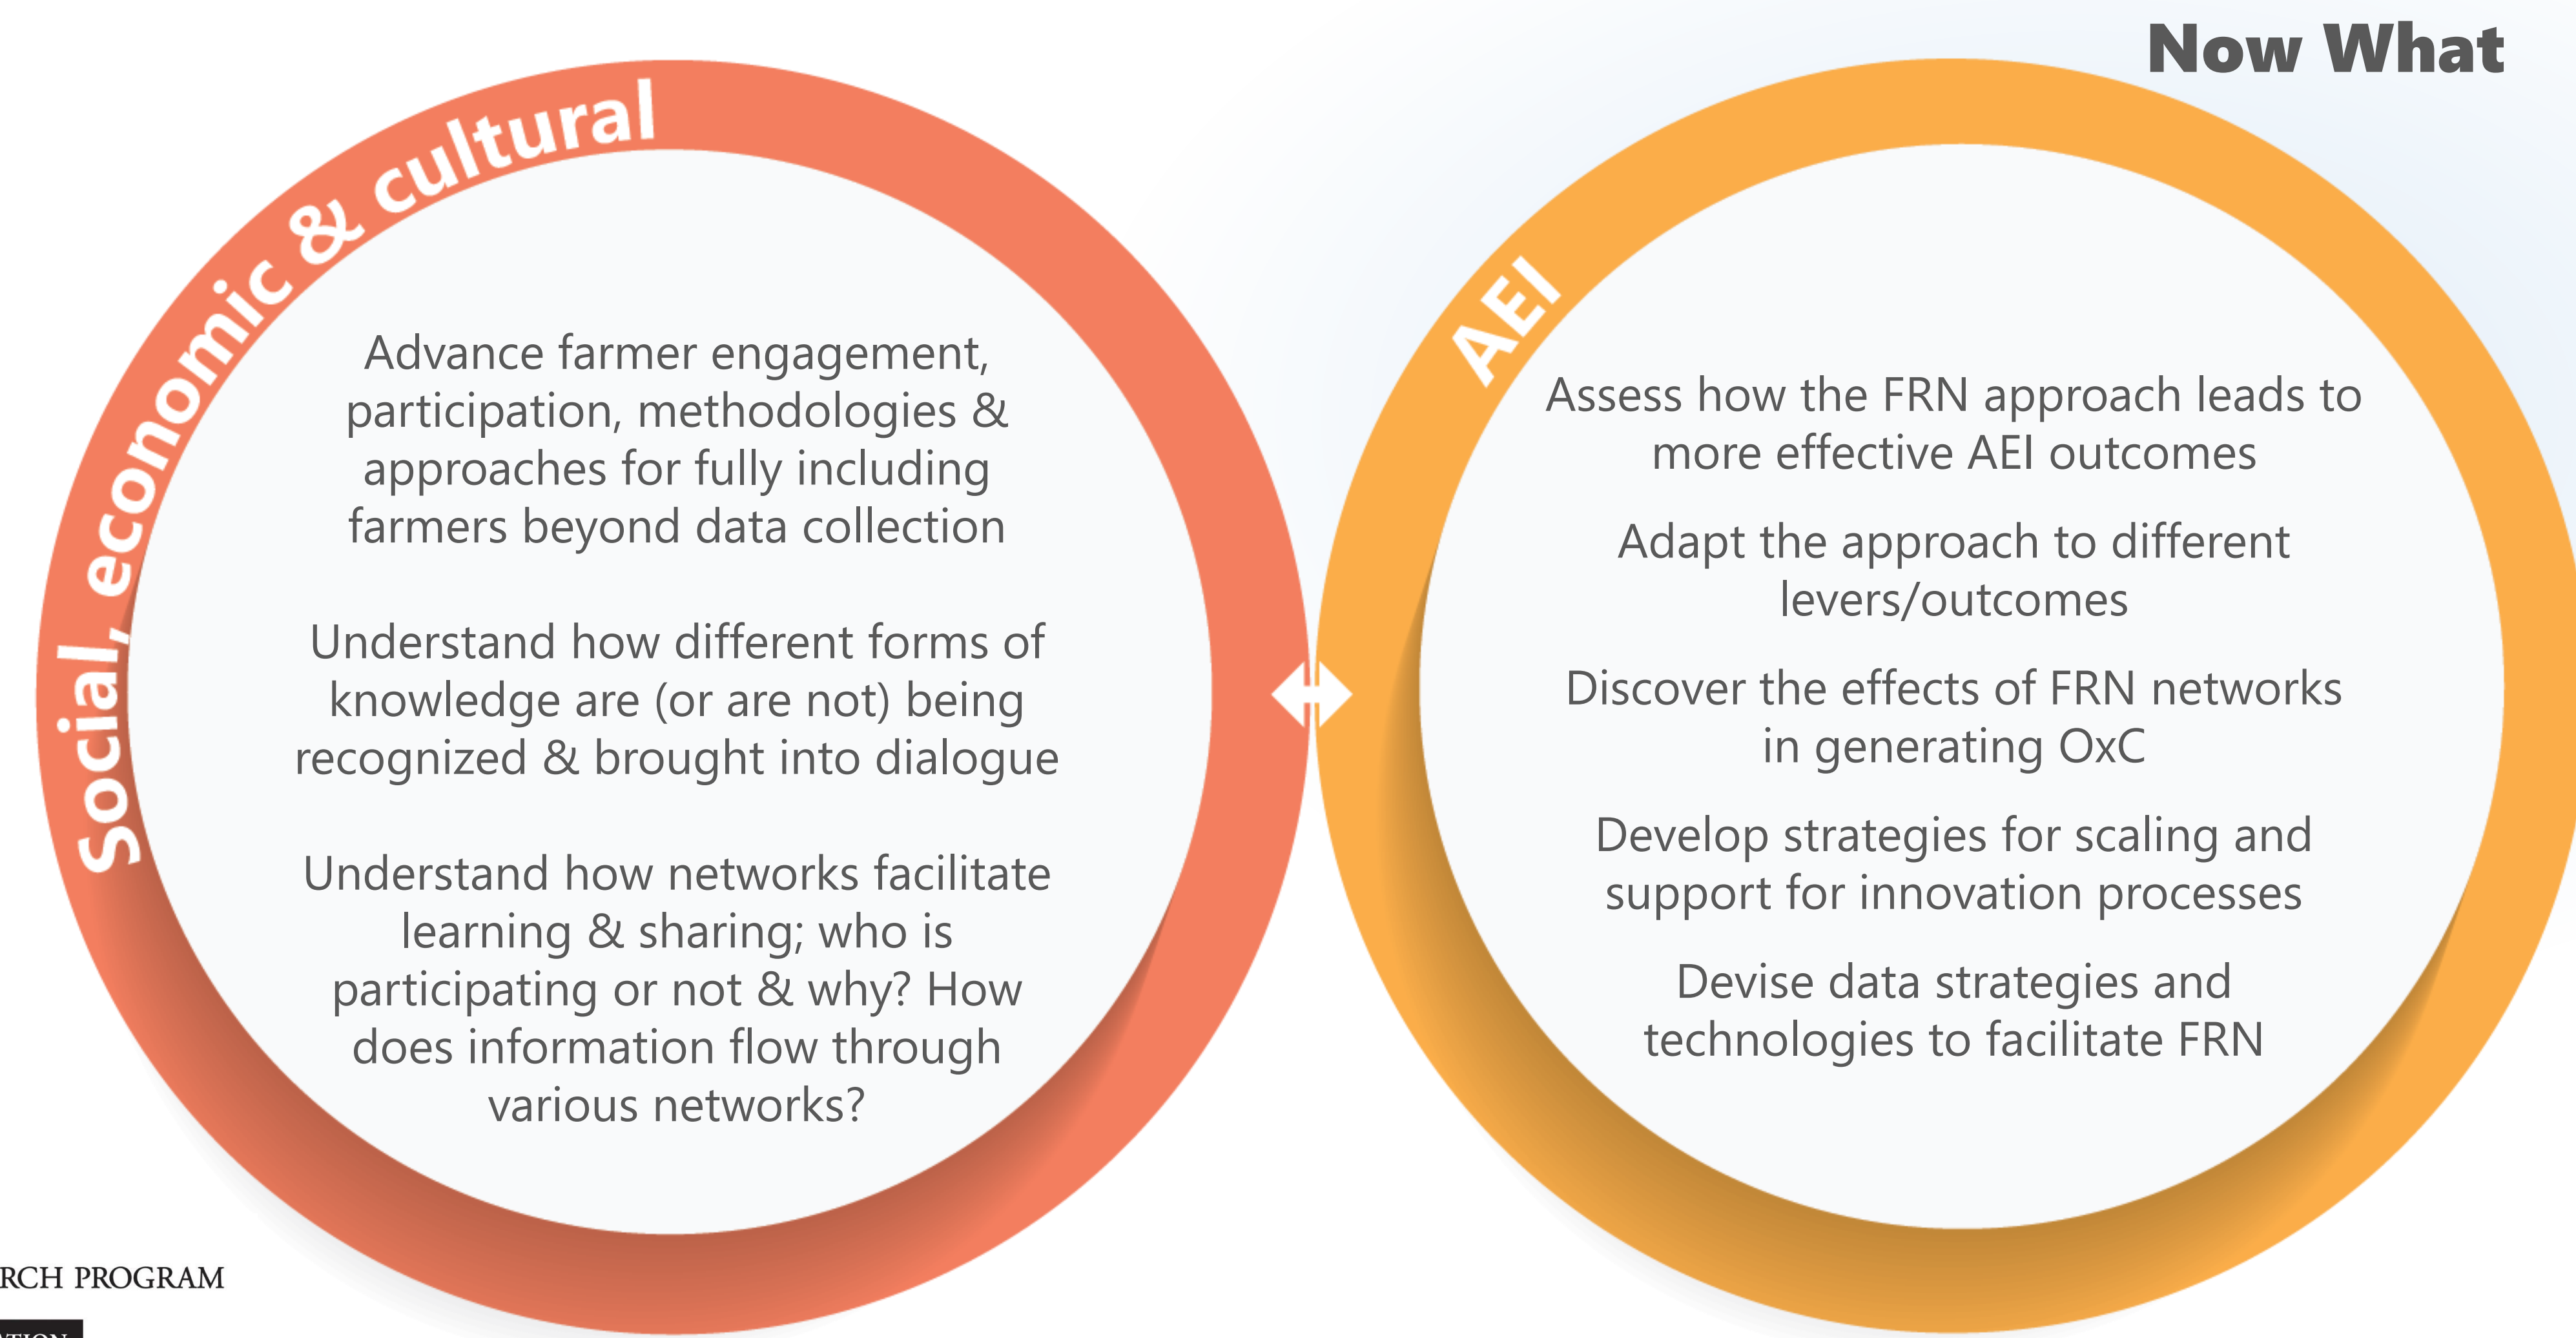 Now What
Social, economic & cultural
Advance farmer engagement,
participation, methodologies &
approaches for fully including
farmers beyond data collection
Understand how different forms of
knowledge are (or are not) being
recognized & brought into dialogue
Understand how networks facilitate
learning & sharing; who is
participating or not & why? How
does information flow through
various networks?
AEI
Assess how the FRN approach leads to
more effective AEI outcomes
Adapt the approach to different
levers/outcomes
Discover the effects of FRN networks
in generating OxC
Develop strategies for scaling and
support for innovation processes
Devise data strategies and
technologies to facilitate FRN
RCH PROGRAM